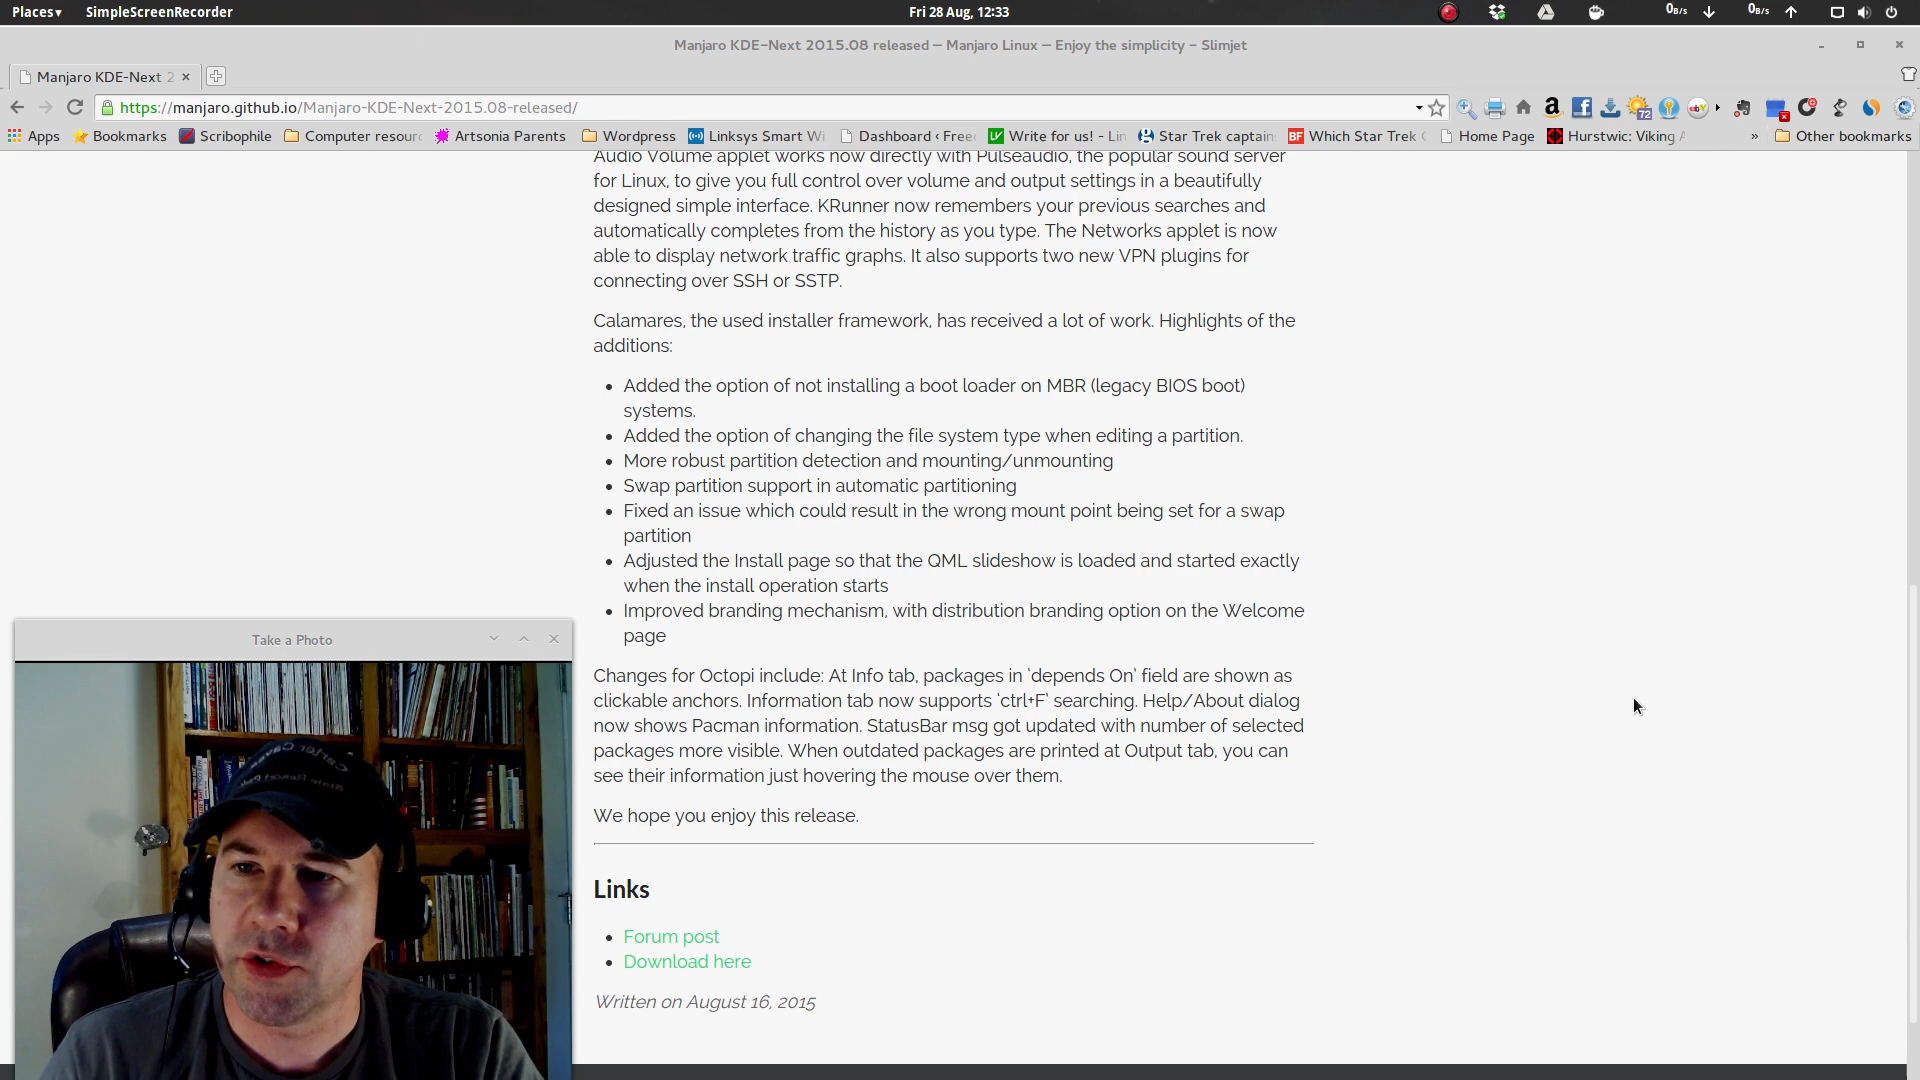 Places▾ SimpleScreenRecorder Fri 28 Aug, 12:33 0B/s 0B/s
Manjaro KDE-Next 2015.08 released — Manjaro Linux — Enjoy the simplicity - Slimjet
Manjaro KDE-Next 2
https://manjaro.github.io/Manjaro-KDE-Next-2015.08-released/ a f 72 ebY
Apps Bookmarks Scribophile Computer resour Artsonia Parents Wordpress Linksys Smart Wi Dashboard ‹ Free LV Write for us! - Lin Star Trek captain BF Which Star Trek Home Page Hurstwic: Viking » Other bookmarks
Audio Volume applet works now directly with Pulseaudio, the popular sound server
for Linux, to give you full control over volume and output settings in a beautifully
designed simple interface. KRunner now remembers your previous searches and
automatically completes from the history as you type. The Networks applet is now
able to display network traffic graphs. It also supports two new VPN plugins for
connecting over SSH or SSTP.
Calamares, the used installer framework, has received a lot of work. Highlights of the
additions:
• Added the option of not installing a boot loader on MBR (legacy BIOS boot)
systems.
• Added the option of changing the file system type when editing a partition.
• More robust partition detection and mounting/unmounting
• Swap partition support in automatic partitioning
• Fixed an issue which could result in the wrong mount point being set for a swap
partition
• Adjusted the Install page so that the QML slideshow is loaded and started exactly
when the install operation starts
• Improved branding mechanism, with distribution branding option on the Welcome
page
Changes for Octopi include: At Info tab, packages in ‘depends On’ field are shown as
clickable anchors. Information tab now supports ‘ctrl+F’ searching. Help/About dialog
now shows Pacman information. StatusBar msg got updated with number of selected
packages more visible. When outdated packages are printed at Output tab, you can
see their information just hovering the mouse over them.
We hope you enjoy this release.
Links
• Forum post
• Download here
Written on August 16, 2015
Take a Photo